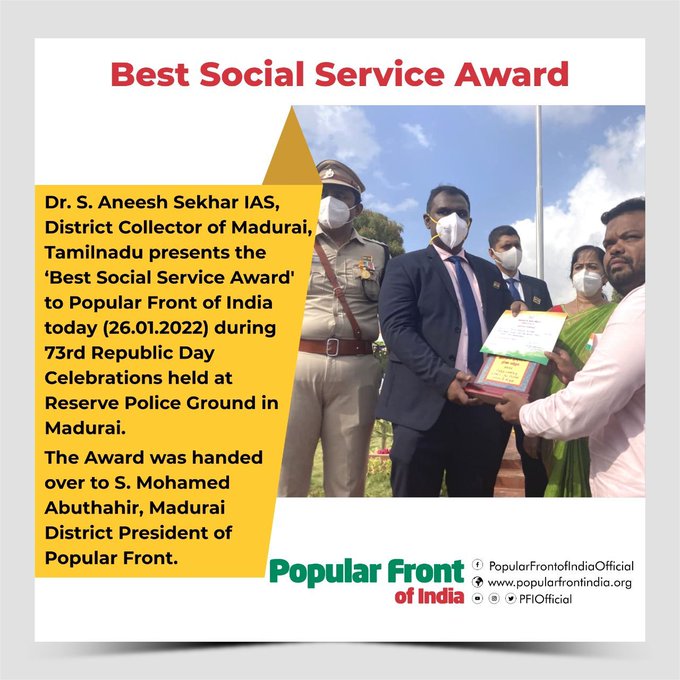 Best Social Service Award
Dr. S. Aneesh Sekhar IAS,
District Collector of Madurai,
Tamilnadu presents the
‘Best Social Service Award'
to Popular Front of India
today (26.01.2022) during
73rd Republic Day
Celebrations held at
Reserve Police Ground in
Madurai.
The Award was handed
over to S. Mohamed
Abuthahir, Madurai
District President of
Popular Front.
Popular Front
of India
PopularFrontofIndiaOfficial
www.popularfrontindia.org
PFIOfficial